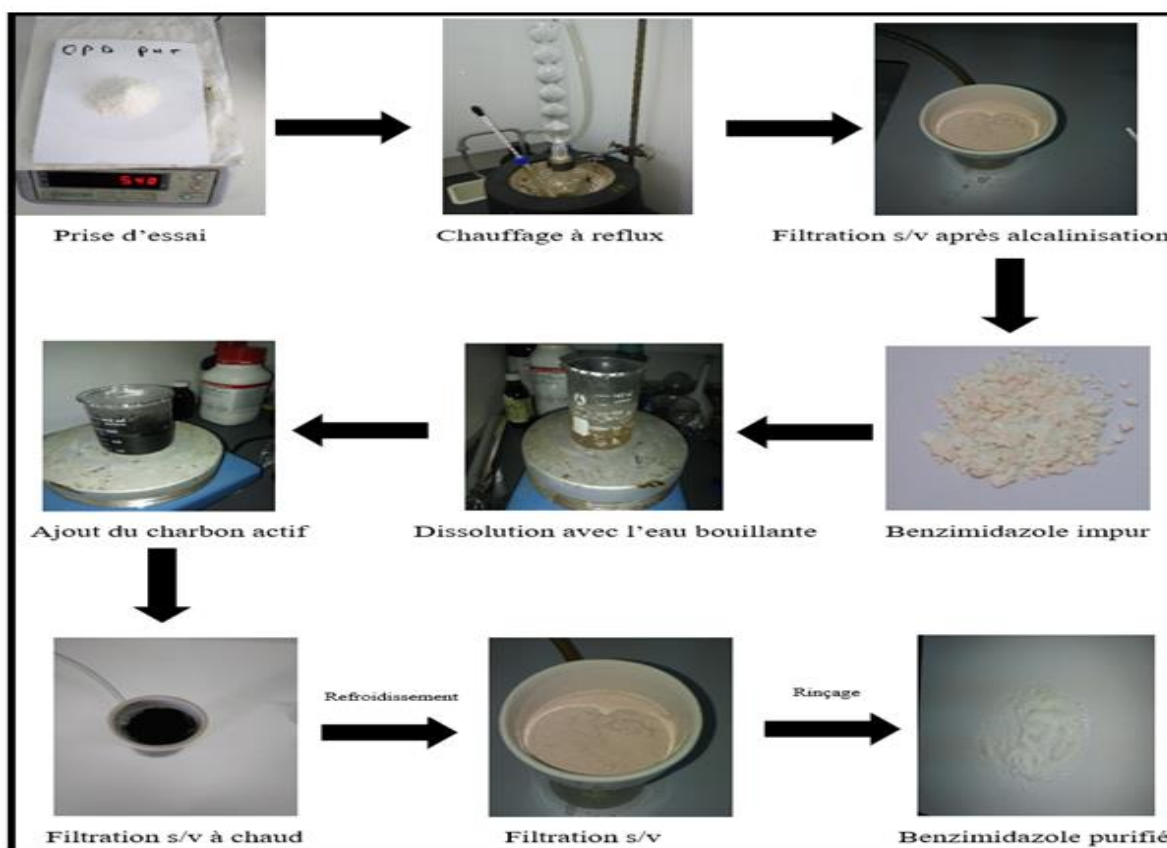 OPD pur
540
Prise d'essai
Chauffage à reflux
Filtration s/v après alcalinisation
Ajout du charbon actif
Dissolution avec l'eau bouillante
Benzimidazole impur
Refroidissement
Rinçage
Filtration s/v à chaud
Filtration s/v
Benzimidazole purifié